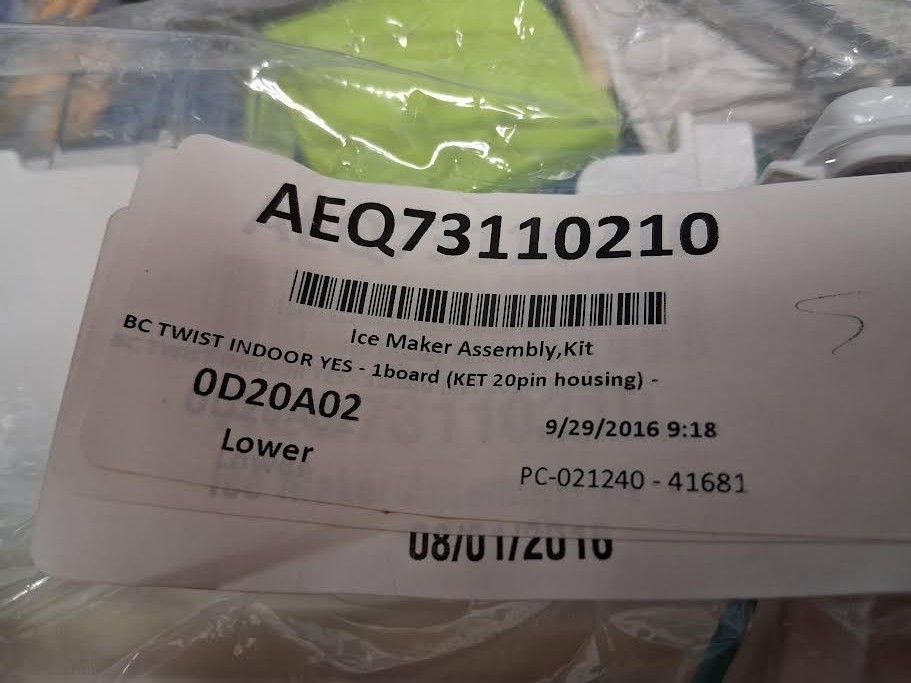 AEQ73110210
Ice Maker Assembly,Kit
BC TWIST INDOOR YES - 1board (KET 20pin housing) -
0D20A02
Lower
9/29/2016 9:18
PC-021240 - 41681
08/01/2016
S